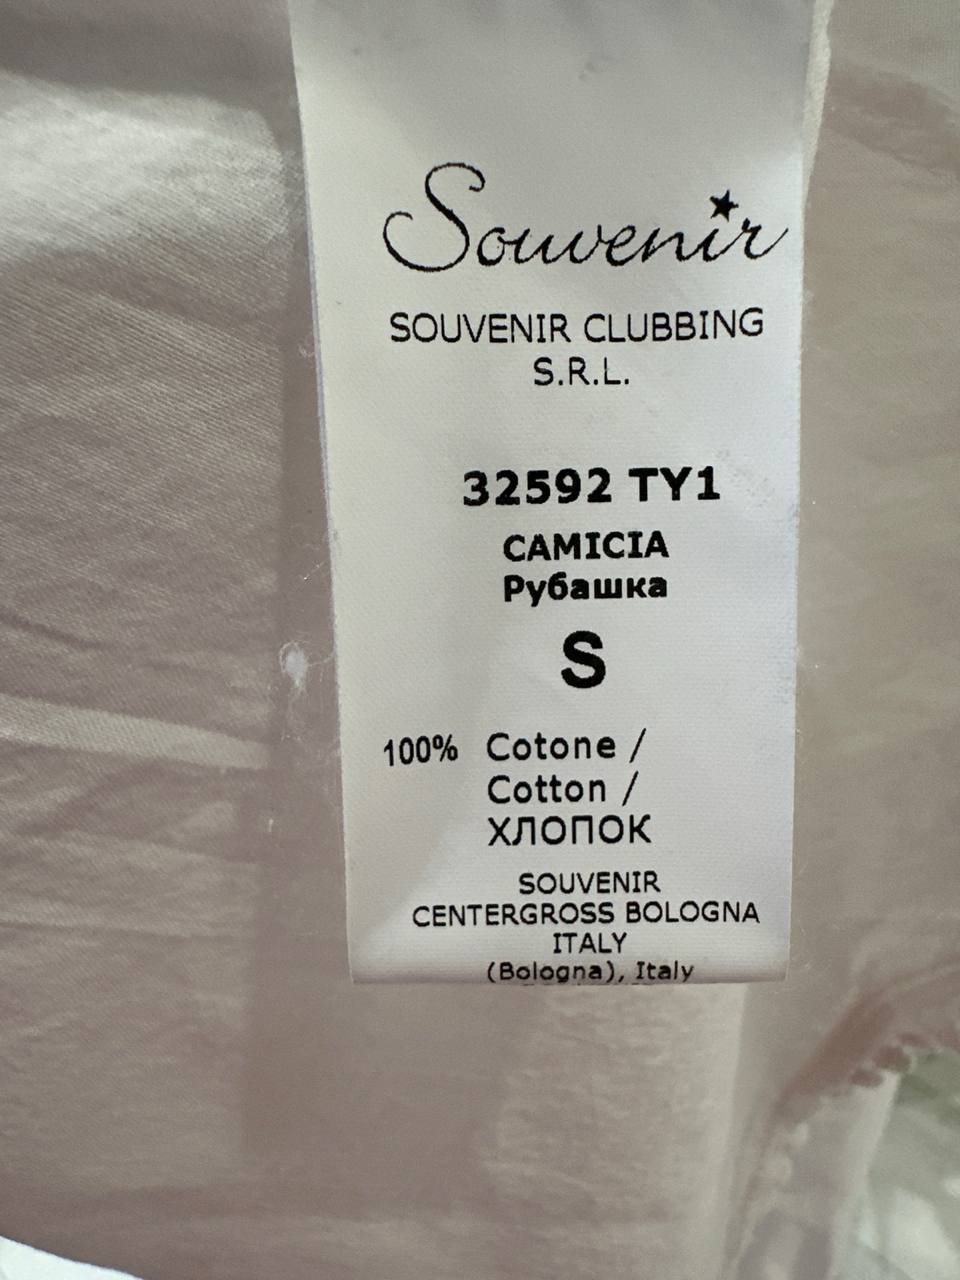 Souvenir
SOUVENIR CLUBBING
S.R.L.
32592 TY1
CAMICIA
Рубашка
S
100% Cotone /
Cotton /
хлопок
SOUVENIR
CENTERGROSS BOLOGNA
ITALY
(Bologna), Italy